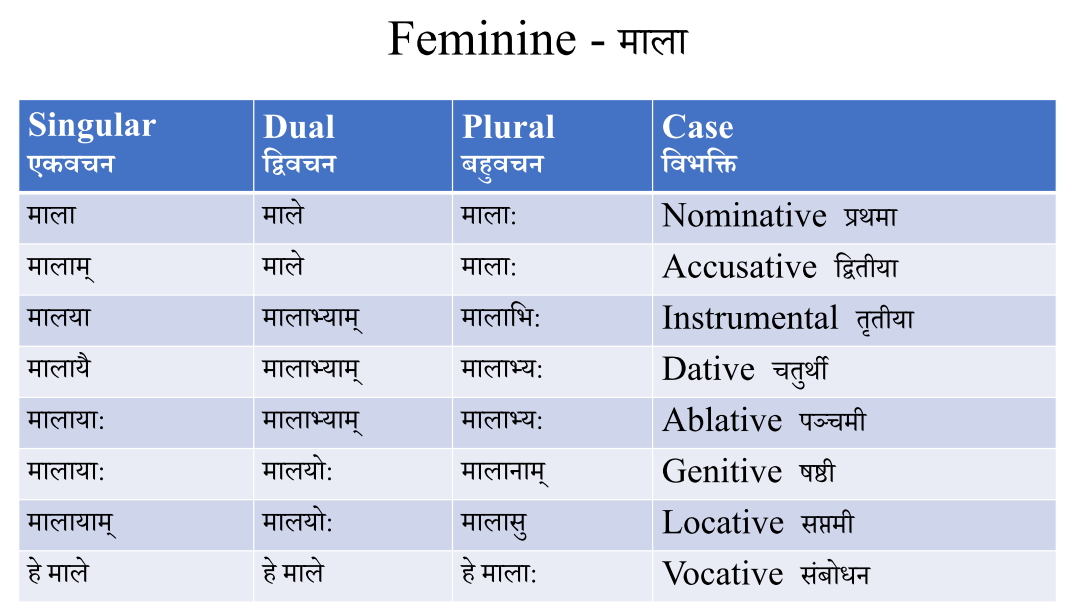 Feminine - माला
Singular Dual Plural Case
एकवचन द्विवचन बहुवचन विभक्ति
माला माले माला: Nominative प्रथमा
मालाम् माले माला: Accusative द्वितीया
मालया मालाभ्याम् मालाभि: Instrumental तृतीया
मालायै मालाभ्याम् मालाभ्य: Dative चतुर्थी
मालाया: मालाभ्याम् मालाभ्य: Ablative पञ्चमी
मालाया: मालयो: मालानाम् Genitive षष्ठी
मालायाम् मालयो: मालासु Locative सप्तमी
हे माले हे माले हे माला: Vocative संबोधन